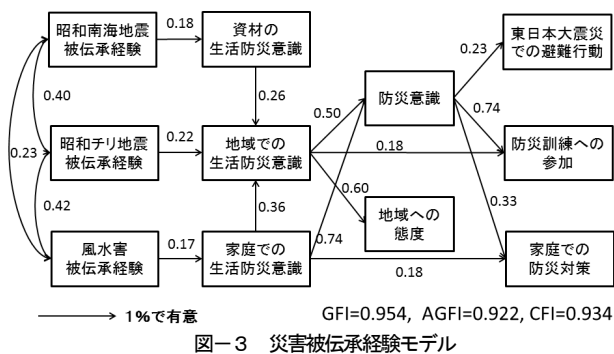 昭和南海地震
被伝承経験
0.18
資材の
生活防災意識
東日本大震災
での避難行動
0.23
防災意識
0.40
0.26
0.50
0.74
0.23
昭和チリ地震
被伝承経験
0.22
地域での
生活防災意識
0.18
防災訓練への
参加
0.42
0.36
0.60
0.33
地域への
態度
0.74
風水害
被伝承経験
0.17
家庭での
生活防災意識
0.18
家庭での
防災対策
1%で有意
GFI=0.954, AGFI=0.922, CFI=0.934
図－3 災害被伝承経験モデル